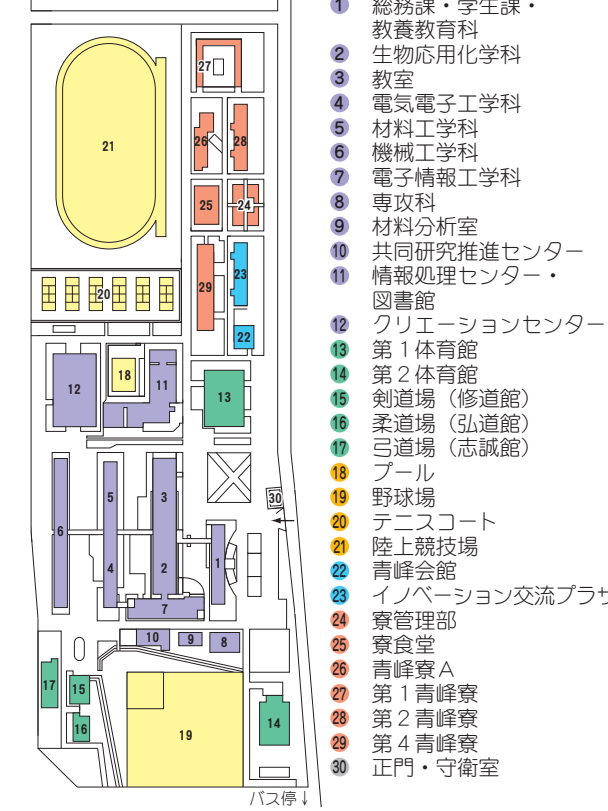 ① 総務課・学生課・
教養教育科
② 生物応用化学科
③ 教室
④ 電気電子工学科
⑤ 材料工学科
⑥ 機械工学科
⑦ 電子情報工学科
⑧ 専攻科
⑨ 材料分析室
⑩ 共同研究推進センター
⑪ 情報処理センター・
図書館
⑫ クリエーションセンター
⑬ 第１体育館
⑭ 第２体育館
⑮ 剣道場（修道館）
⑯ 柔道場（弘道館）
⑰ 弓道場（志誠館）
⑱ プール
⑲ 野球場
⑳ テニスコート
㉑ 陸上競技場
㉒ 青峰会館
㉓ イノベーション交流プラザ
㉔ 寮管理部
㉕ 寮食堂
㉖ 青峰寮Ａ
㉗ 第１青峰寮
㉘ 第２青峰寮
㉙ 第４青峰寮
㉚ 正門・守衛室
27
21
26
28
25
24
23
29
20
22
18
12
11
13
5
3
30
6
4
2
1
7
10
9
8
17
15
16
14
19
バス停↓